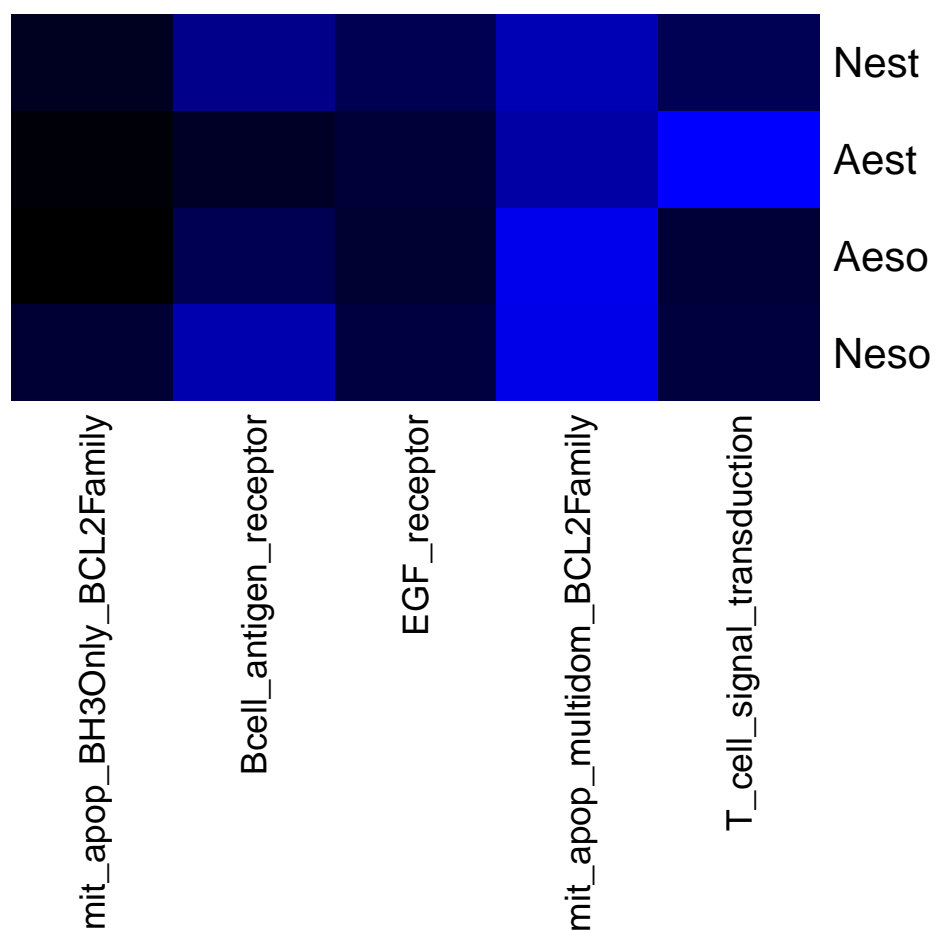 Nest
Aest
Aeso
Neso
mit_apop_BH3Only_BCL2Family
Bcell_antigen_receptor
EGF_receptor
mit_apop_multidom_BCL2Family
T_cell_signal_transduction